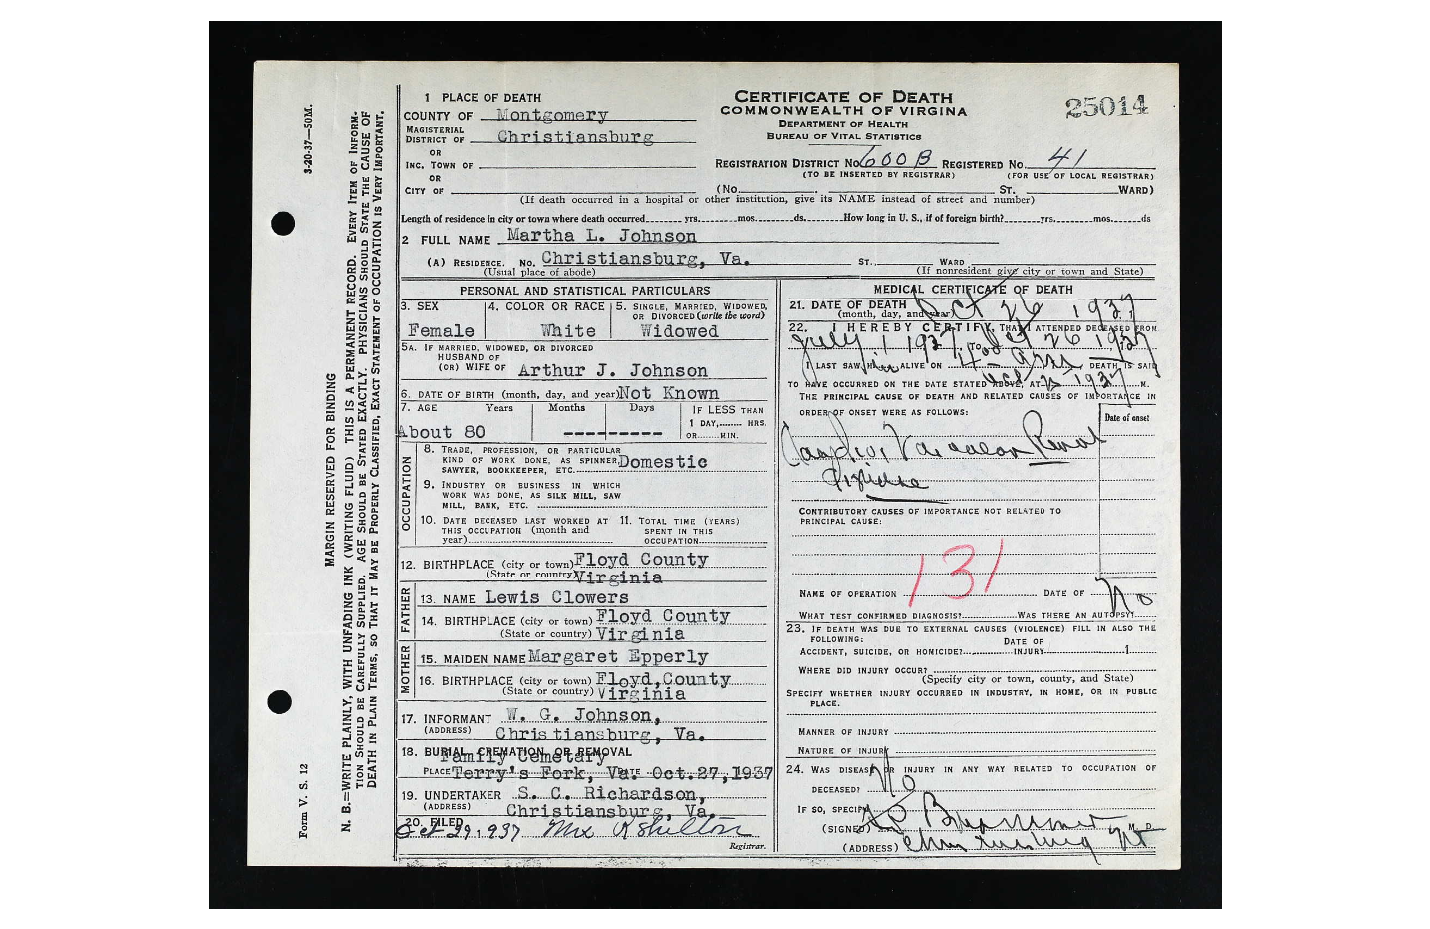 3-20-37—50M.
MARGIN RESERVED FOR BINDING
N. B.—WRITE PLAINLY, WITH UNFADING INK (WRITING FLUID) THIS IS A PERMANENT RECORD. EVERY ITEM OF INFORM-
TION SHOULD BE CAREFULLY SUPPLIED. AGE SHOULD BE STATED EXACTLY. PHYSICIANS SHOULD STATE THE CAUSE OF
DEATH IN PLAIN TERMS, SO THAT IT MAY BE PROPERLY CLASSIFIED, EXACT STATEMENT OF OCCUPATION IS VERY IMPORTANT.
Form V. S. 12
CERTIFICATE OF DEATH
COMMONWEALTH OF VIRGINA
DEPARTMENT OF HEALTH
BUREAU OF VITAL STATISTICS
25014
1 PLACE OF DEATH
COUNTY OF Montgomery
MAGISTERIAL
DISTRICT OF Christiansburg
OR
INC. TOWN OF
OR
CITY OF
REGISTRATION DISTRICT No. 600B REGISTERED No. 41
(TO BE INSERTED BY REGISTRAR) (FOR USE OF LOCAL REGISTRAR)
(No. ST. WARD)
(If death occurred in a hospital or other institution, give its NAME instead of street and number)
Length of residence in city or town where death occurred yrs. mos. ds. How long in U. S., if of foreign birth? yrs. mos. ds
2 FULL NAME Martha L. Johnson
(A) RESIDENCE. No. Christiansburg, Va. ST. WARD
(Usual place of abode) (If nonresident give city or town and State)
PERSONAL AND STATISTICAL PARTICULARS
3. SEX 4. COLOR OR RACE 5. SINGLE, MARRIED, WIDOWED,
OR DIVORCED (write the word)
Female White Widowed
5A. IF MARRIED, WIDOWED, OR DIVORCED
HUSBAND OF
(OR) WIFE OF Arthur J. Johnson
6. DATE OF BIRTH (month, day, and year) Not Known
7. AGE Years Months Days IF LESS THAN
1 DAY, HRS.
OR MIN.
About 80 ---- -------
OCCUPATION
8. TRADE, PROFESSION, OR PARTICULAR
KIND OF WORK DONE, AS SPINNER, Domestic
SAWYER, BOOKKEEPER, ETC.
9. INDUSTRY OR BUSINESS IN WHICH
WORK WAS DONE, AS SILK MILL, SAW
MILL, BANK, ETC.
10. DATE DECEASED LAST WORKED AT 11. TOTAL TIME (YEARS)
THIS OCCUPATION (month and SPENT IN THIS
year) OCCUPATION
12. BIRTHPLACE (city or town) Floyd County
(State or country) Virginia
FATHER
13. NAME Lewis Clowers
14. BIRTHPLACE (city or town) Floyd County
(State or country) Virginia
MOTHER
15. MAIDEN NAME Margaret Epperly
16. BIRTHPLACE (city or town) Floyd, County
(State or country) Virginia
17. INFORMANT W. G. Johnson,
(ADDRESS) Christiansburg, Va.
18. BURIAL, CREMATION, OR REMOVAL
Family Cemetary
PLACE Terry's Fork, Va. DATE Oct. 27, 1937
19. UNDERTAKER S. C. Richardson,
(ADDRESS) Christiansburg, Va.
20. FILED Oct 29, 1937 Mrs Shelton
Registrar.
MEDICAL CERTIFICATE OF DEATH
21. DATE OF DEATH Oct 26 1937
(month, day, and year)
22. I HEREBY CERTIFY, THAT I ATTENDED DECEASED FROM
July 1 1937 TO Oct 26 1937
I LAST SAW H ALIVE ON DEATH IS SAID
TO HAVE OCCURRED ON THE DATE STATED ABOVE, AT M.
THE PRINCIPAL CAUSE OF DEATH AND RELATED CAUSES OF IMPORTANCE IN
ORDER OF ONSET WERE AS FOLLOWS: Date of onset
Vascular Renal
CONTRIBUTORY CAUSES OF IMPORTANCE NOT RELATED TO
PRINCIPAL CAUSE:
131
NAME OF OPERATION DATE OF
WHAT TEST CONFIRMED DIAGNOSIS? WAS THERE AN AUTOPSY? No
23. IF DEATH WAS DUE TO EXTERNAL CAUSES (VIOLENCE) FILL IN ALSO THE
FOLLOWING: DATE OF
ACCIDENT, SUICIDE, OR HOMICIDE? INJURY 1
WHERE DID INJURY OCCUR?
(Specify city or town, county, and State)
SPECIFY WHETHER INJURY OCCURRED IN INDUSTRY, IN HOME, OR IN PUBLIC
PLACE.
MANNER OF INJURY
NATURE OF INJURY
24. WAS DISEASE OR INJURY IN ANY WAY RELATED TO OCCUPATION OF
DECEASED? No
IF SO, SPECIFY
(SIGNED) M. D.
(ADDRESS) Christiansburg Va